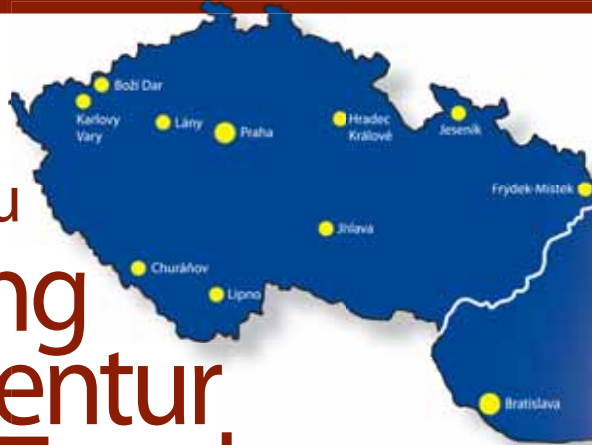 Boží Dar
Karlovy
Vary
Lány
Praha
Hradec
Králové
Jeseník
Frýdek-Místek
Jihlava
Churáňov
Lipno
Bratislava
u
ng
entur